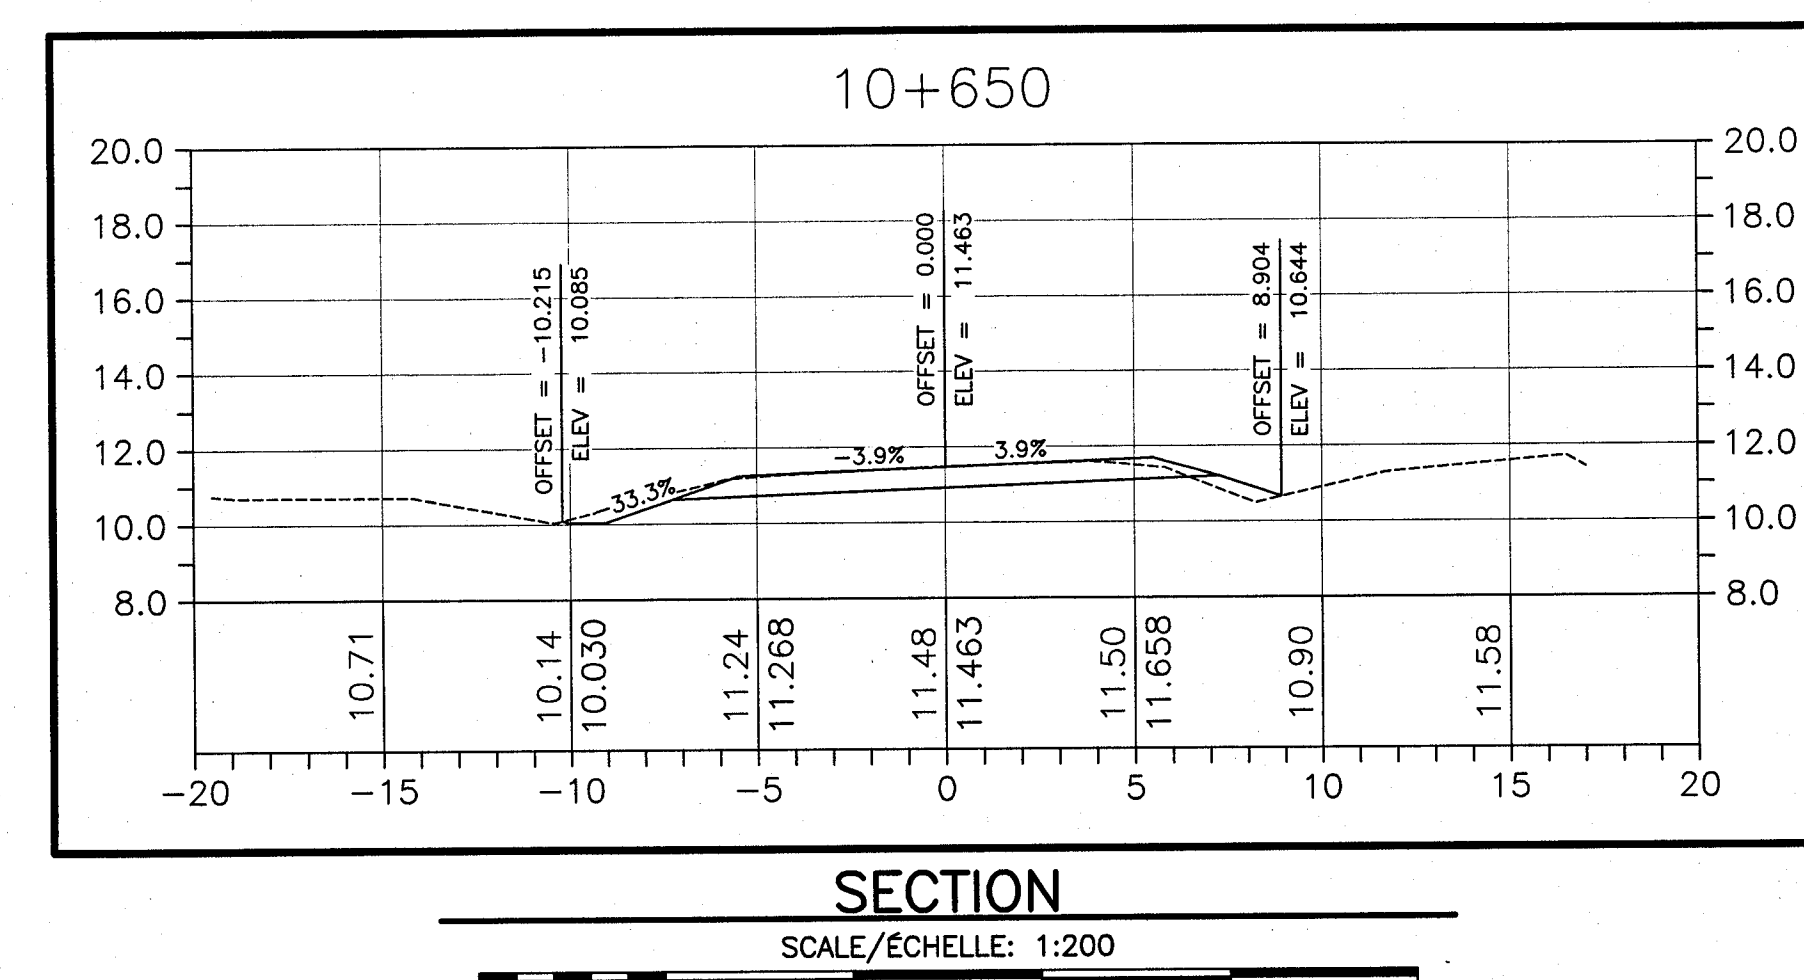 10+650
20.0 20.0
18.0 18.0
16.0 16.0
14.0 14.0
12.0 12.0
10.0 10.0
8.0 8.0
OFFSET = -10.215
ELEV = 10.085
OFFSET = 0.000
ELEV = 11.463
OFFSET = 8.904
ELEV = 10.644
33.3%
-3.9%
3.9%
10.71
10.14
10.030
11.24
11.268
11.48
11.463
11.50
11.658
10.90
11.58
-20 -15 -10 -5 0 5 10 15 20
SECTION
SCALE/ÉCHELLE: 1:200